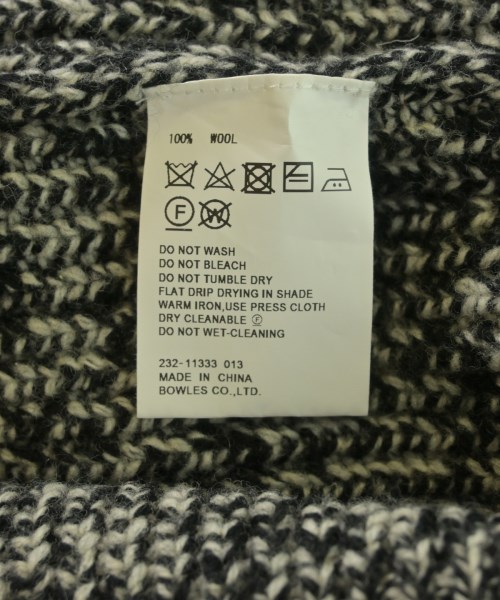 100% WOOL
F W
DO NOT WASH
DO NOT BLEACH
DO NOT TUMBLE DRY
FLAT DRIP DRYING IN SHADE
WARM IRON,USE PRESS CLOTH
DRY CLEANABLE Ⓕ
DO NOT WET-CLEANING
232-11333 013
MADE IN CHINA
BOWLES CO.,LTD.